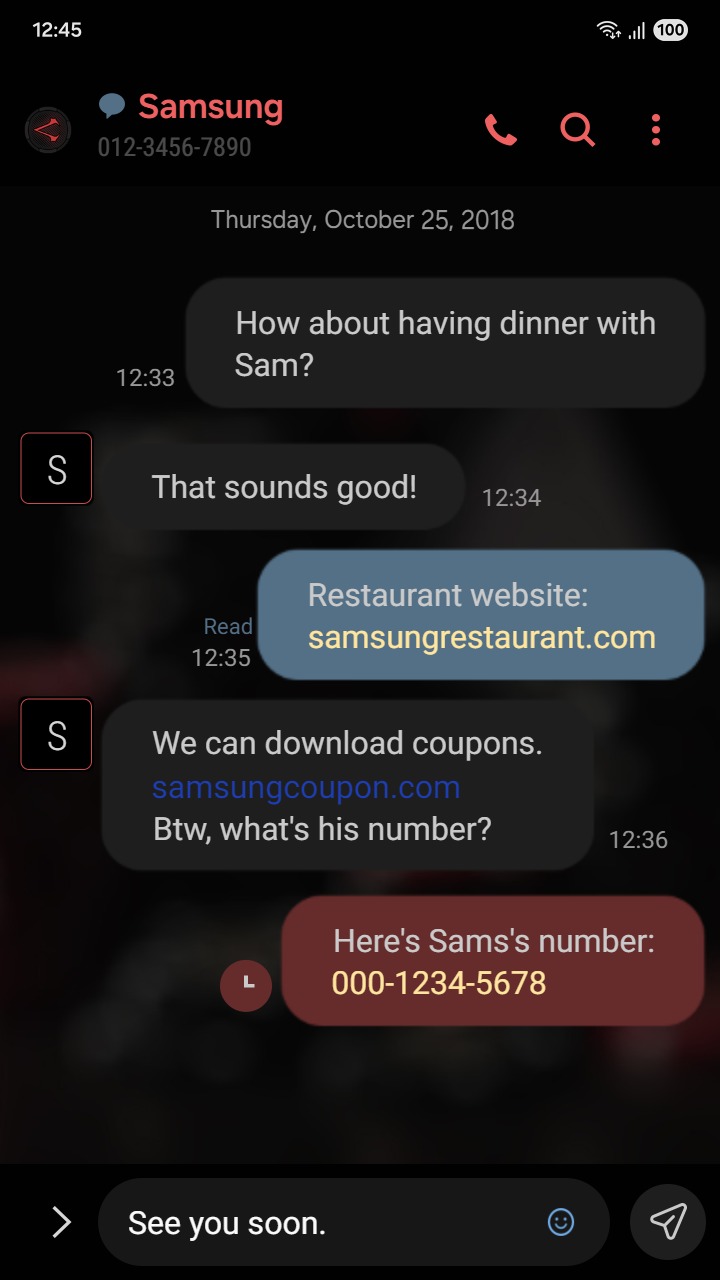 12:45
100
Samsung
012-3456-7890
Thursday, October 25, 2018
How about having dinner with
Sam?
12:33
S
That sounds good!
12:34
Restaurant website:
samsungrestaurant.com
Read
12:35
S
We can download coupons.
samsungcoupon.com
Btw, what's his number?
12:36
Here's Sams's number:
000-1234-5678
See you soon.